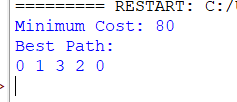 ========= RESTART: C:/
Minimum Cost: 80
Best Path:
0 1 3 2 0
>